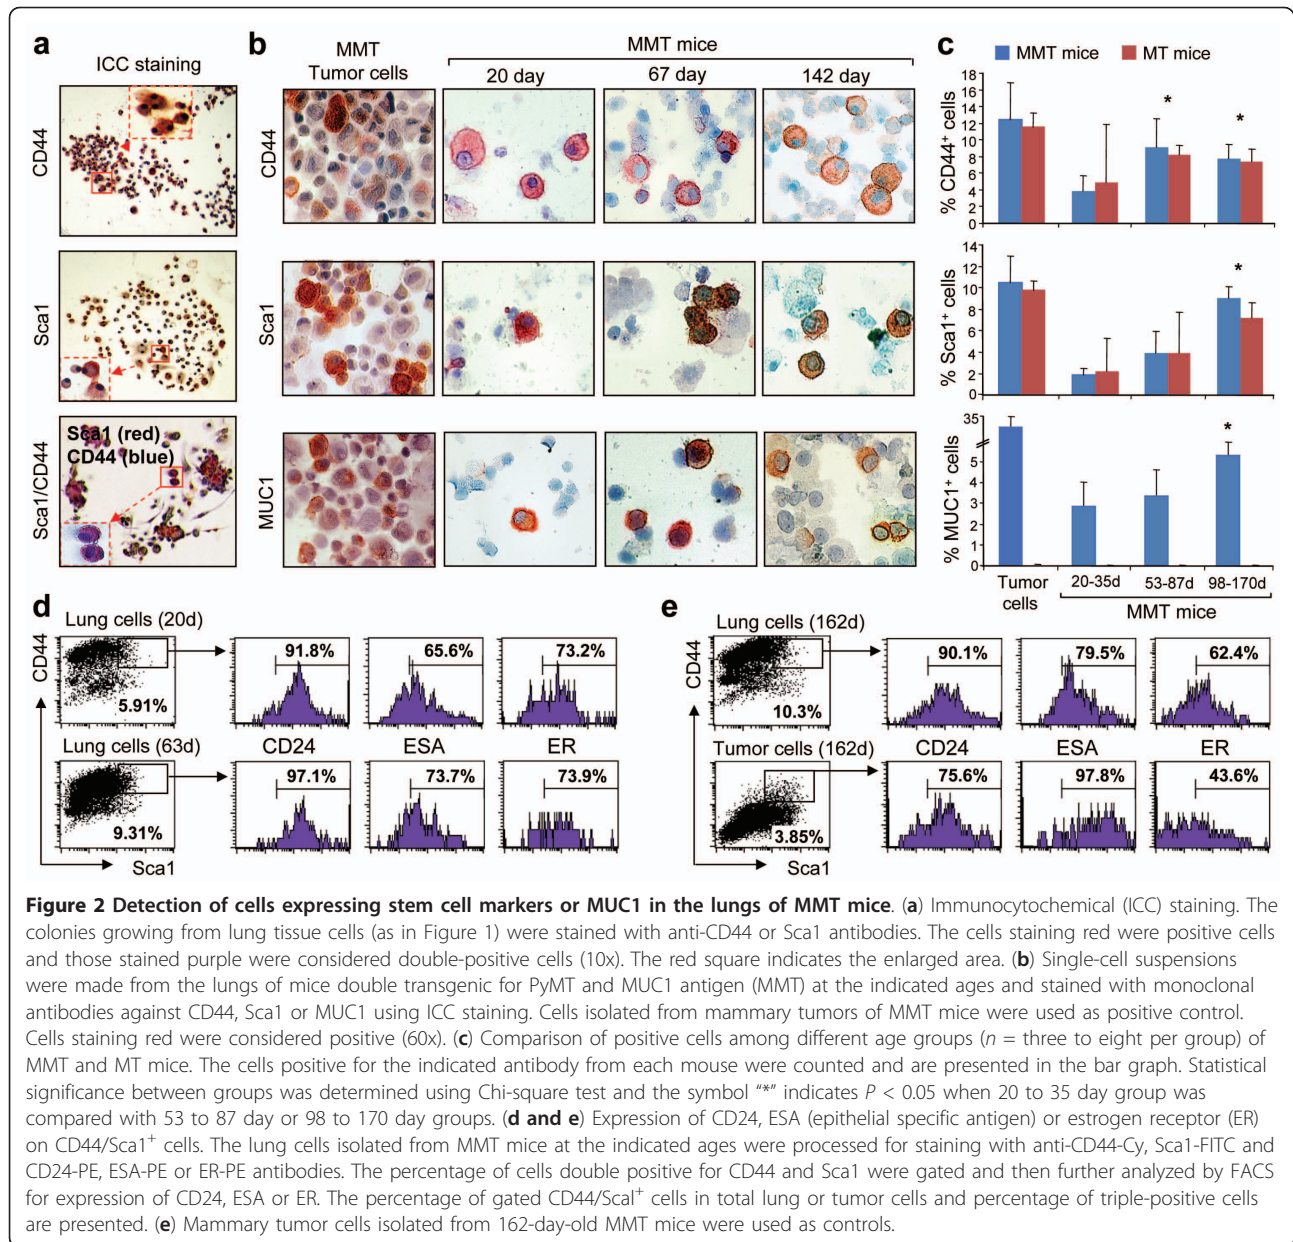 a
ICC staining
CD44
Sca1
Sca1/CD44
Sca1 (red)
CD44 (blue)
b
MMT
Tumor cells
MMT mice
20 day
67 day
142 day
CD44
Sca1
MUC1
c
MMT mice
MT mice
% CD44+ cells
18
16
14
12
10
8
6
4
2
0
*
*
% Sca1+ cells
14
12
10
8
6
4
2
0
*
% MUC1+ cells
35
5
4
3
2
1
0
*
Tumor
cells
20-35d
53-87d
98-170d
MMT mice
d
Lung cells (20d)
CD44
5.91%
91.8%
65.6%
73.2%
Lung cells (63d)
CD24
ESA
ER
9.31%
97.1%
73.7%
73.9%
Sca1
e
Lung cells (162d)
CD44
10.3%
90.1%
79.5%
62.4%
Tumor cells (162d)
CD24
ESA
ER
3.85%
75.6%
97.8%
43.6%
Sca1
Figure 2 Detection of cells expressing stem cell markers or MUC1 in the lungs of MMT mice. (a) Immunocytochemical (ICC) staining. The
colonies growing from lung tissue cells (as in Figure 1) were stained with anti-CD44 or Sca1 antibodies. The cells staining red were positive cells
and those stained purple were considered double-positive cells (10x). The red square indicates the enlarged area. (b) Single-cell suspensions
were made from the lungs of mice double transgenic for PyMT and MUC1 antigen (MMT) at the indicated ages and stained with monoclonal
antibodies against CD44, Sca1 or MUC1 using ICC staining. Cells isolated from mammary tumors of MMT mice were used as positive control.
Cells staining red were considered positive (60x). (c) Comparison of positive cells among different age groups (n = three to eight per group) of
MMT and MT mice. The cells positive for the indicated antibody from each mouse were counted and are presented in the bar graph. Statistical
significance between groups was determined using Chi-square test and the symbol “*” indicates P < 0.05 when 20 to 35 day group was
compared with 53 to 87 day or 98 to 170 day groups. (d and e) Expression of CD24, ESA (epithelial specific antigen) or estrogen receptor (ER)
on CD44/Sca1+ cells. The lung cells isolated from MMT mice at the indicated ages were processed for staining with anti-CD44-Cy, Sca1-FITC and
CD24-PE, ESA-PE or ER-PE antibodies. The percentage of cells double positive for CD44 and Sca1 were gated and then further analyzed by FACS
for expression of CD24, ESA or ER. The percentage of gated CD44/ScaI+ cells in total lung or tumor cells and percentage of triple-positive cells
are presented. (e) Mammary tumor cells isolated from 162-day-old MMT mice were used as controls.